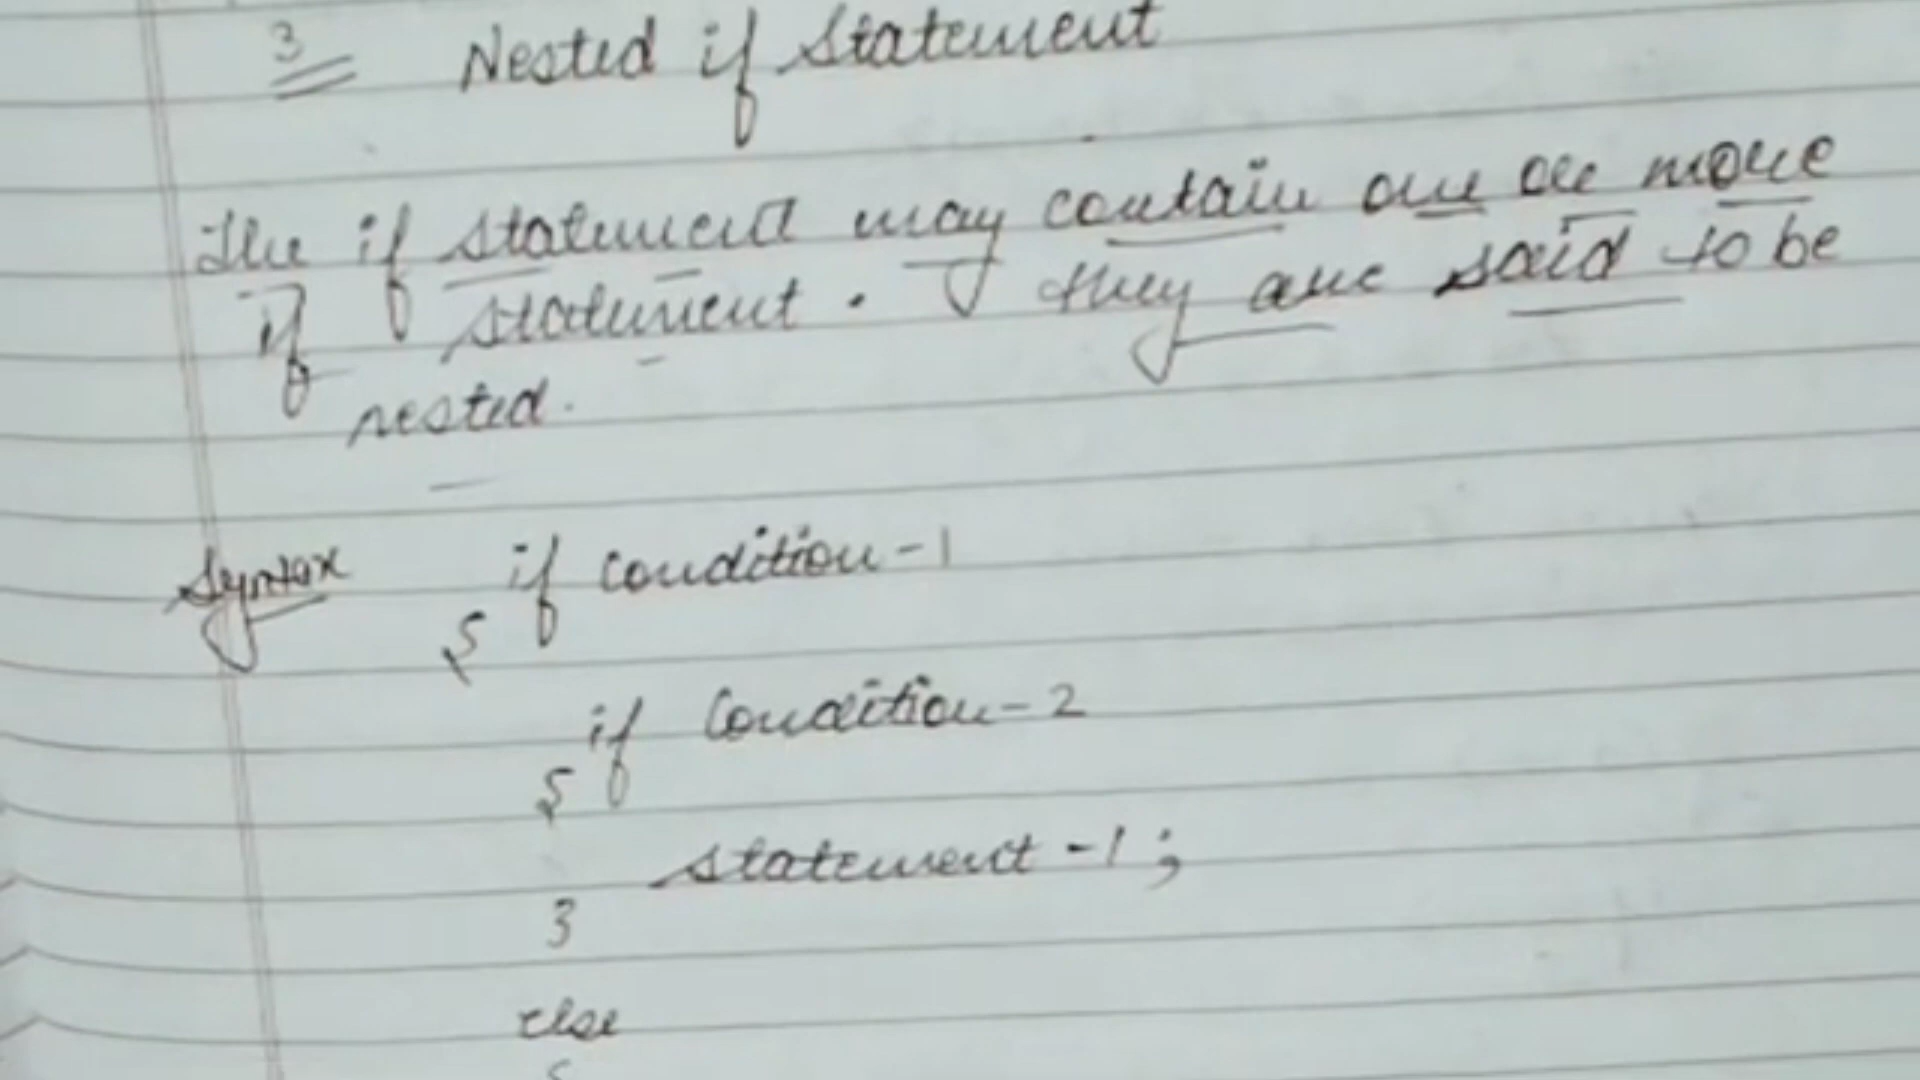 3 Nested if statement
The if statement may contain one or more
if statement. They are said to be
nested.
Syntax if condition-1
{
if condition-2
{
statement-1;
}
else
{